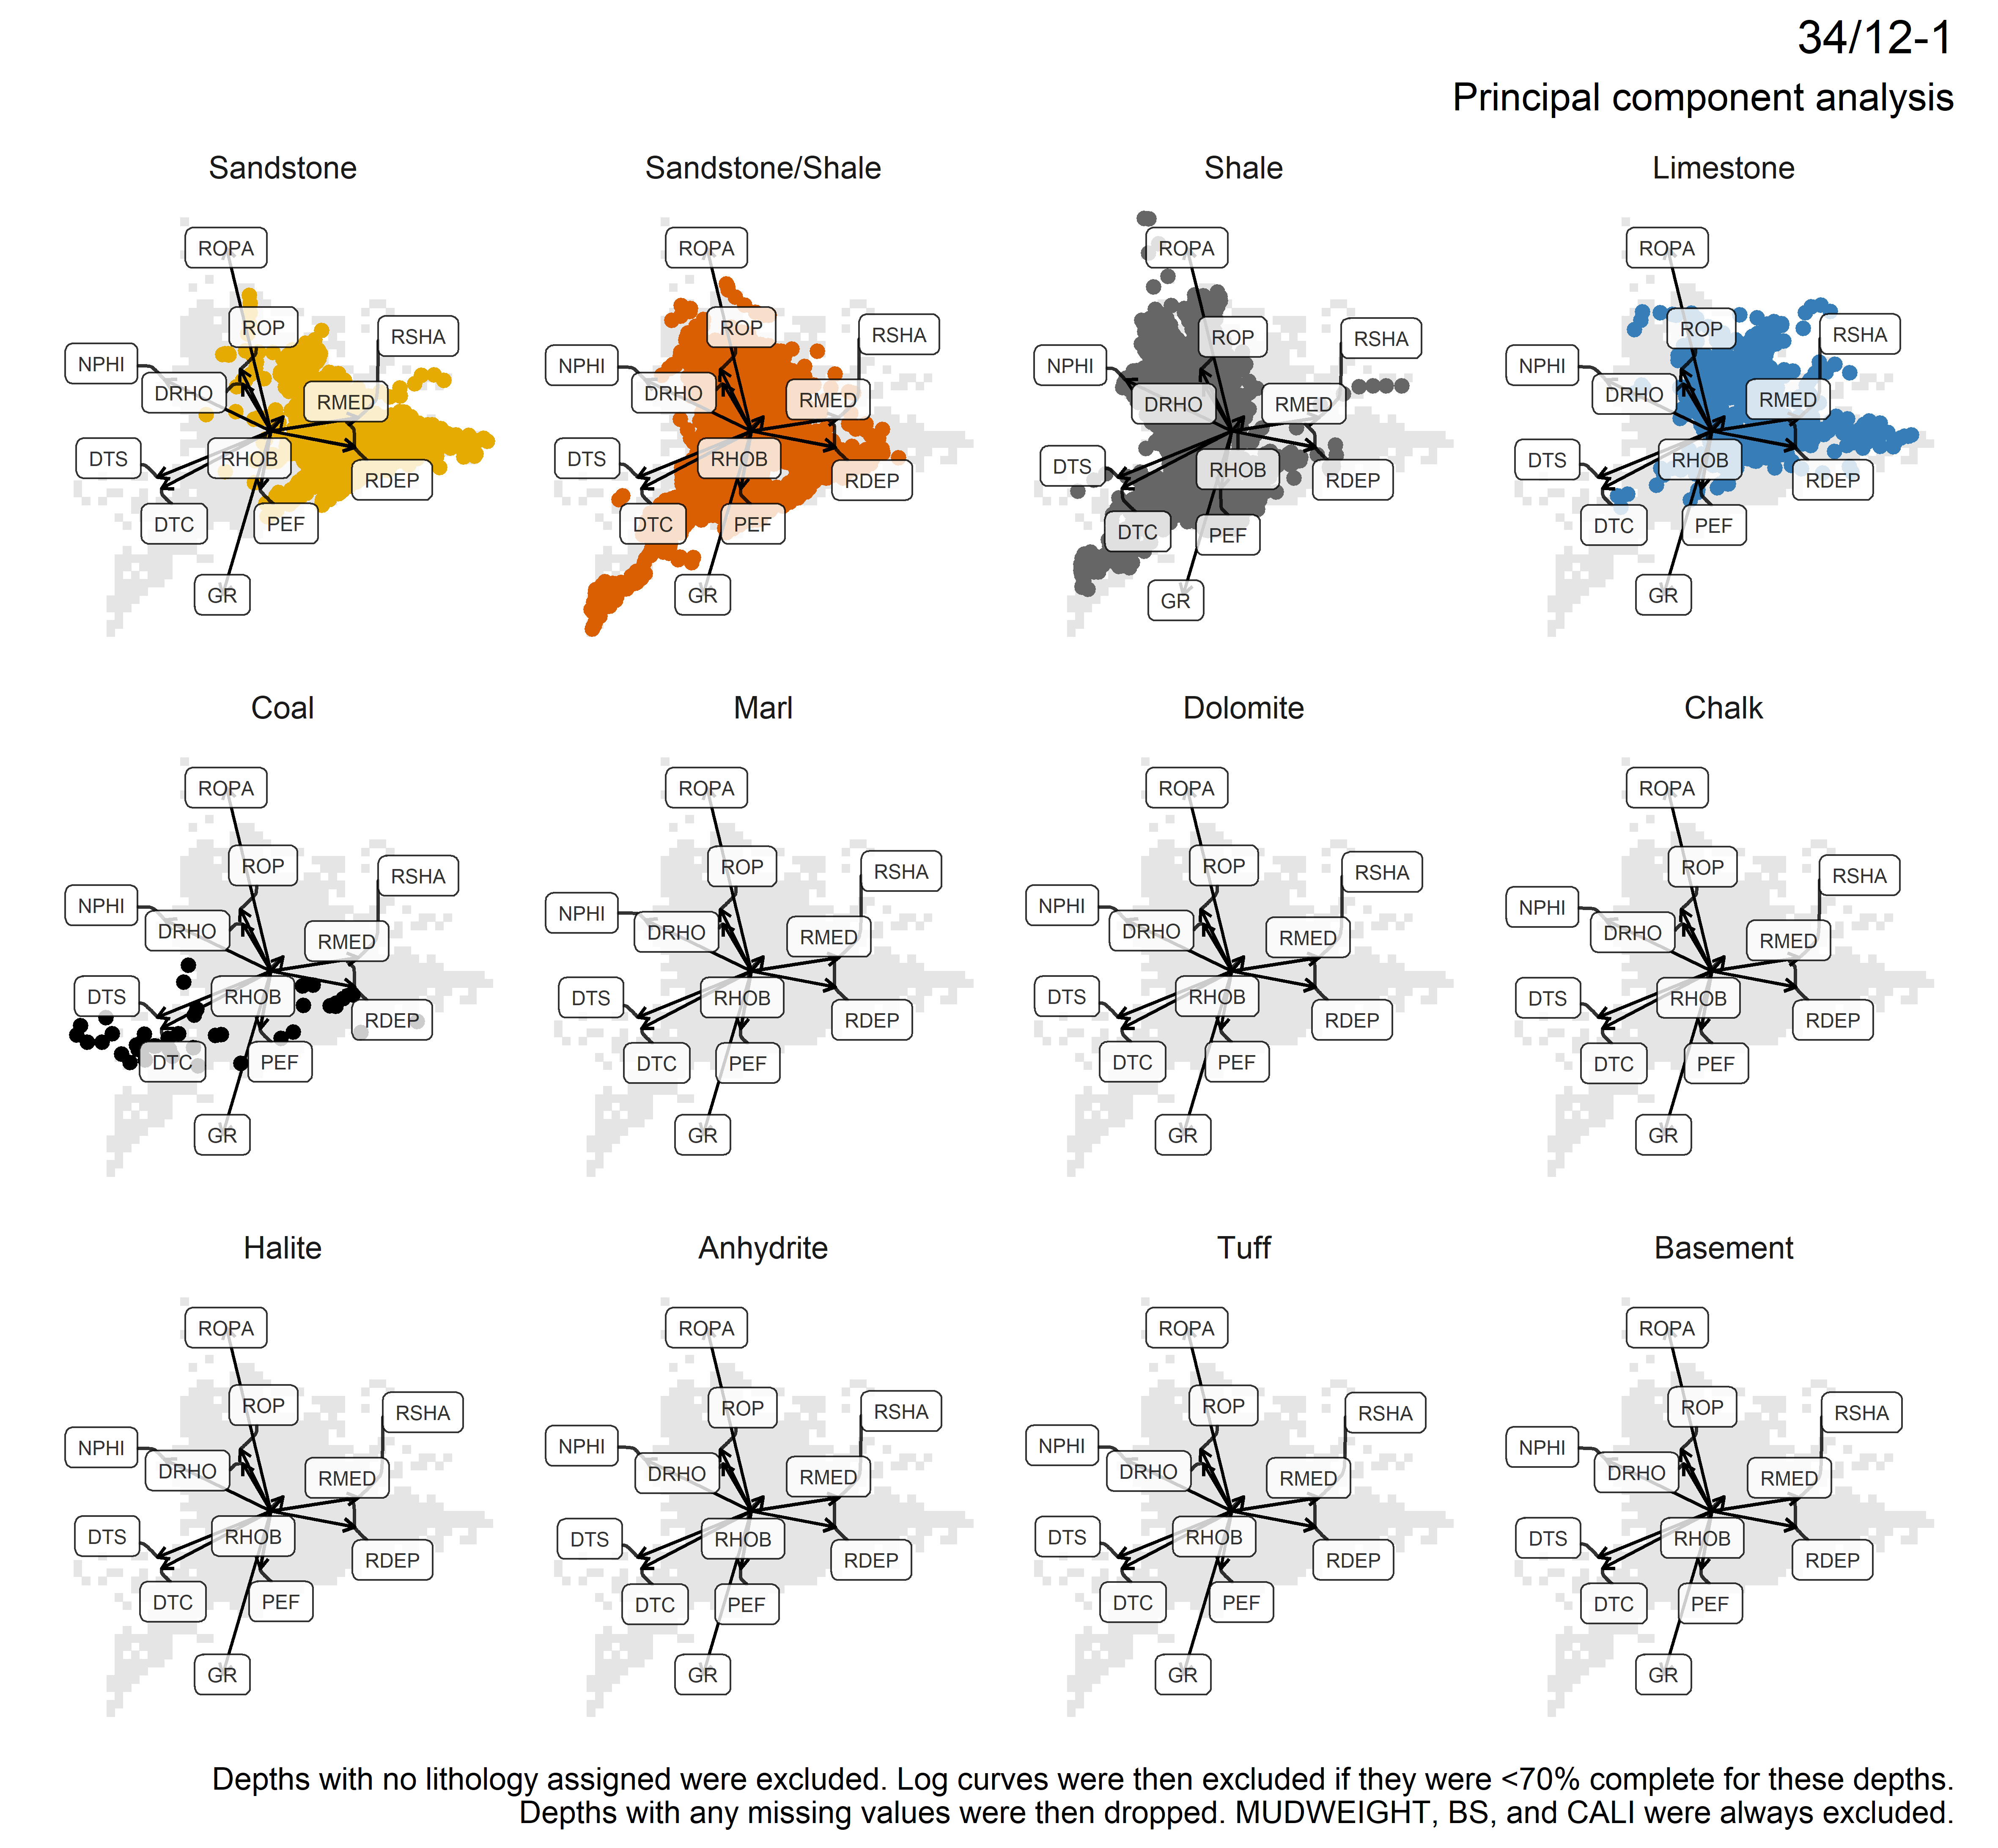 34/12-1
Principal component analysis
Sandstone
Sandstone/Shale
Shale
Limestone
ROPA
ROP
RSHA
NPHI
DRHO
RMED
DTS
RHOB
RDEP
DTC
PEF
GR
ROPA
ROP
RSHA
NPHI
DRHO
RMED
DTS
RHOB
RDEP
DTC
PEF
GR
ROPA
ROP
RSHA
NPHI
DRHO
RMED
DTS
RHOB
RDEP
DTC
PEF
GR
ROPA
ROP
RSHA
NPHI
DRHO
RMED
DTS
RHOB
RDEP
DTC
PEF
GR
Coal
Marl
Dolomite
Chalk
ROPA
ROP
RSHA
NPHI
DRHO
RMED
DTS
RHOB
RDEP
DTC
PEF
GR
ROPA
ROP
RSHA
NPHI
DRHO
RMED
DTS
RHOB
RDEP
DTC
PEF
GR
ROPA
ROP
RSHA
NPHI
DRHO
RMED
DTS
RHOB
RDEP
DTC
PEF
GR
ROPA
ROP
RSHA
NPHI
DRHO
RMED
DTS
RHOB
RDEP
DTC
PEF
GR
Halite
Anhydrite
Tuff
Basement
ROPA
ROP
RSHA
NPHI
DRHO
RMED
DTS
RHOB
RDEP
DTC
PEF
GR
ROPA
ROP
RSHA
NPHI
DRHO
RMED
DTS
RHOB
RDEP
DTC
PEF
GR
ROPA
ROP
RSHA
NPHI
DRHO
RMED
DTS
RHOB
RDEP
DTC
PEF
GR
ROPA
ROP
RSHA
NPHI
DRHO
RMED
DTS
RHOB
RDEP
DTC
PEF
GR
Depths with no lithology assigned were excluded. Log curves were then excluded if they were <70% complete for these depths.
Depths with any missing values were then dropped. MUDWEIGHT, BS, and CALI were always excluded.